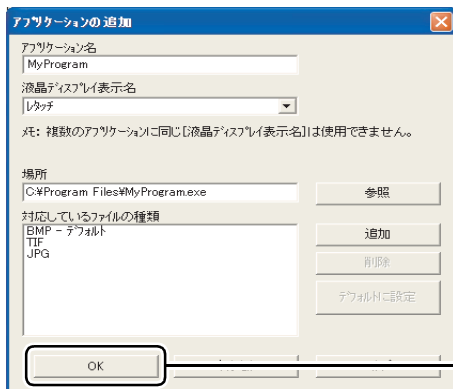 アプリケーションの追加
アプリケーション名
MyProgram
液晶ディスプレイ表示名
レタッチ
メモ: 複数のアプリケーションに同じ[液晶ディスプレイ表示名]は使用できません。
場所
C:¥Program Files¥MyProgram.exe
参照
対応しているファイルの種類
BMP - デフォルト
TIF
JPG
追加
削除
デフォルトに設定
OK